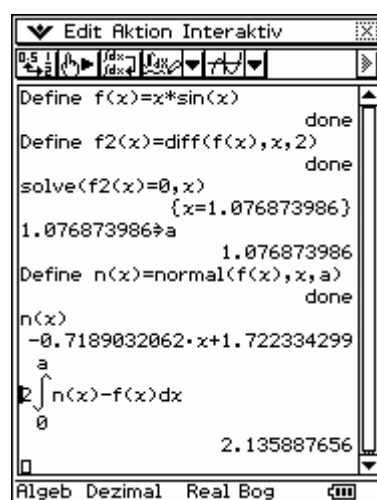 Edit Aktion Interaktiv
Define f(x)=x*sin(x)
done
Define f2(x)=diff(f(x),x,2)
done
solve(f2(x)=0,x)
{x=1.076873986}
1.076873986⇒a
1.076873986
Define n(x)=normal(f(x),x,a)
done
n(x)
-0.7189032062·x+1.722334299
a
2∫n(x)-f(x)dx
0
2.135887656
Algeb Dezimal Real Bog